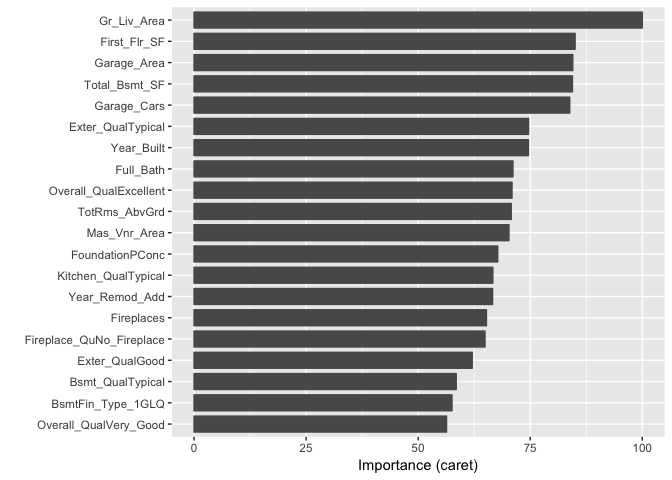 Gr_Liv_Area
First_Flr_SF
Garage_Area
Total_Bsmt_SF
Garage_Cars
Exter_QualTypical
Year_Built
Full_Bath
Overall_QualExcellent
TotRms_AbvGrd
Mas_Vnr_Area
FoundationPConc
Kitchen_QualTypical
Year_Remod_Add
Fireplaces
Fireplace_QuNo_Fireplace
Exter_QualGood
Bsmt_QualTypical
BsmtFin_Type_1GLQ
Overall_QualVery_Good
0 25 50 75 100
Importance (caret)